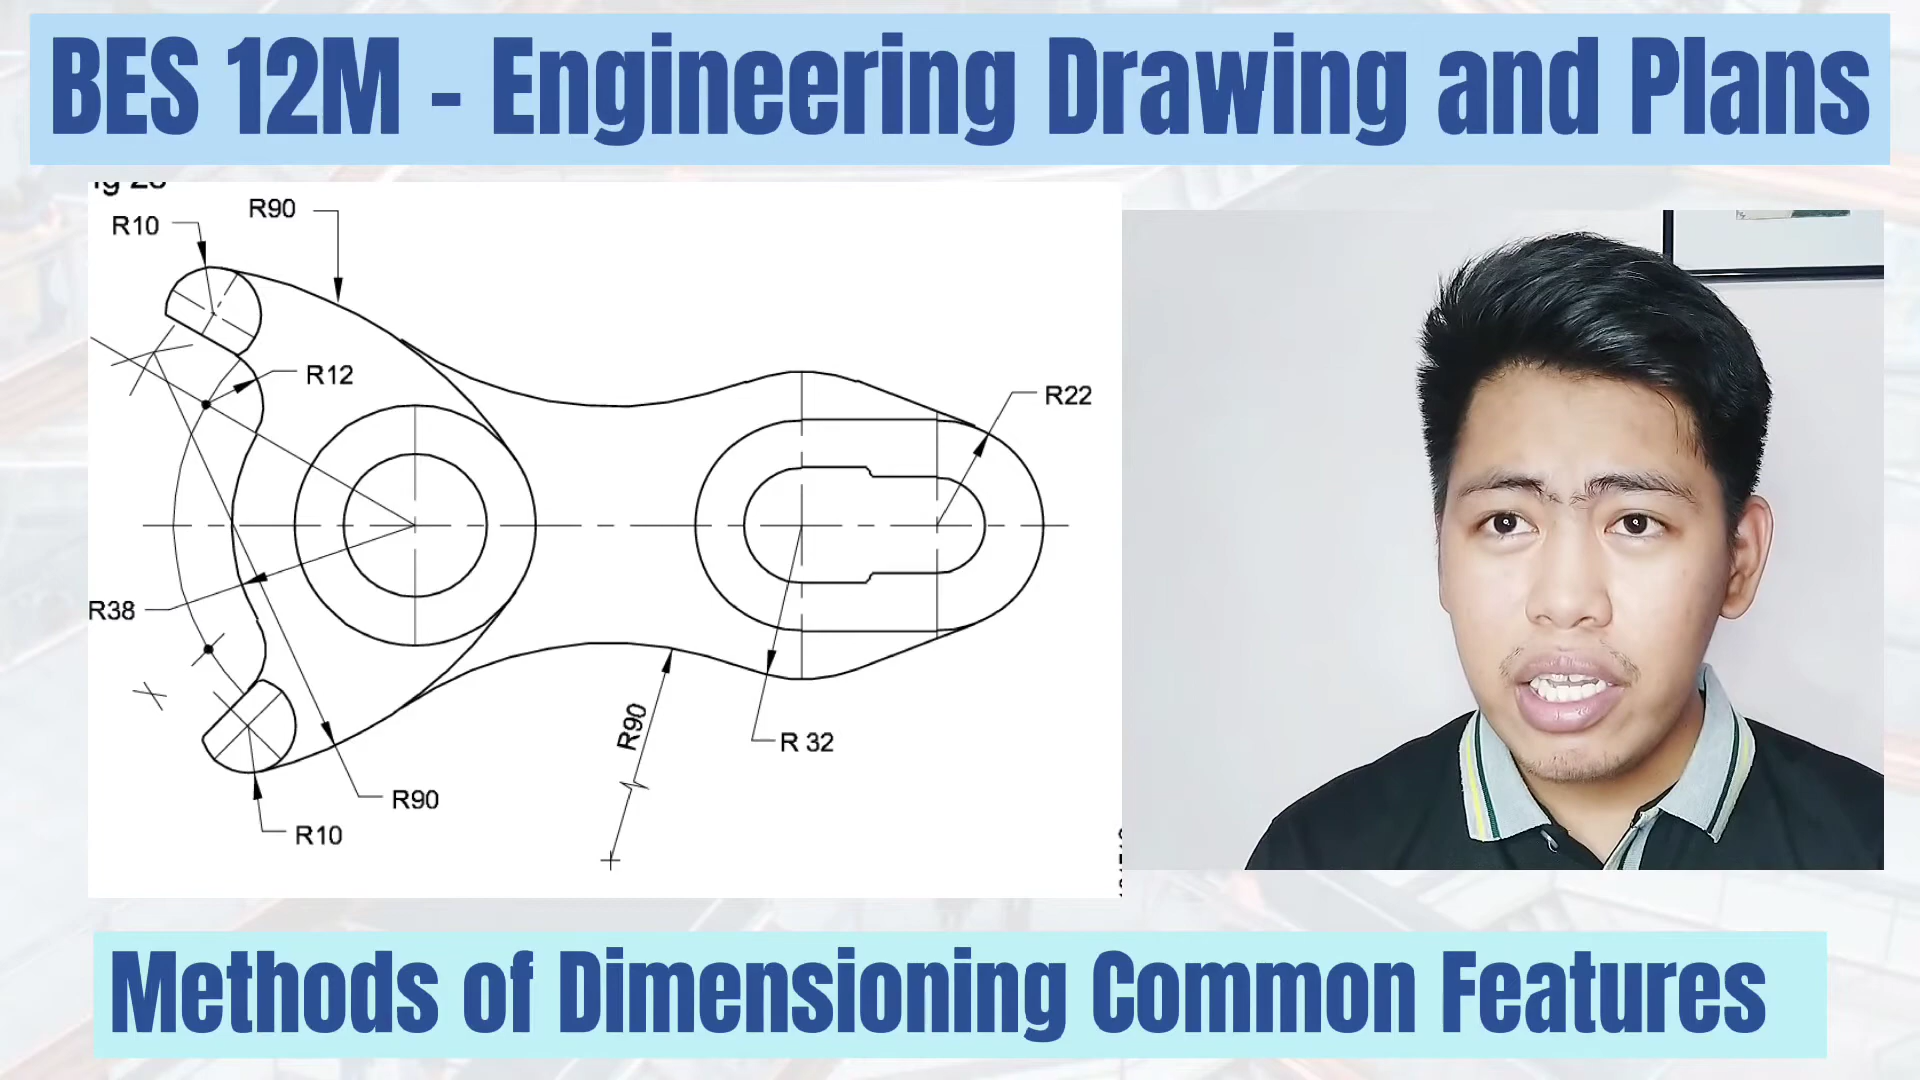 BES 12M - Engineering Drawing and Plans
R90
R10
R12
R22
R38
R90
R 32
R90
R10
Methods of Dimensioning Common Features